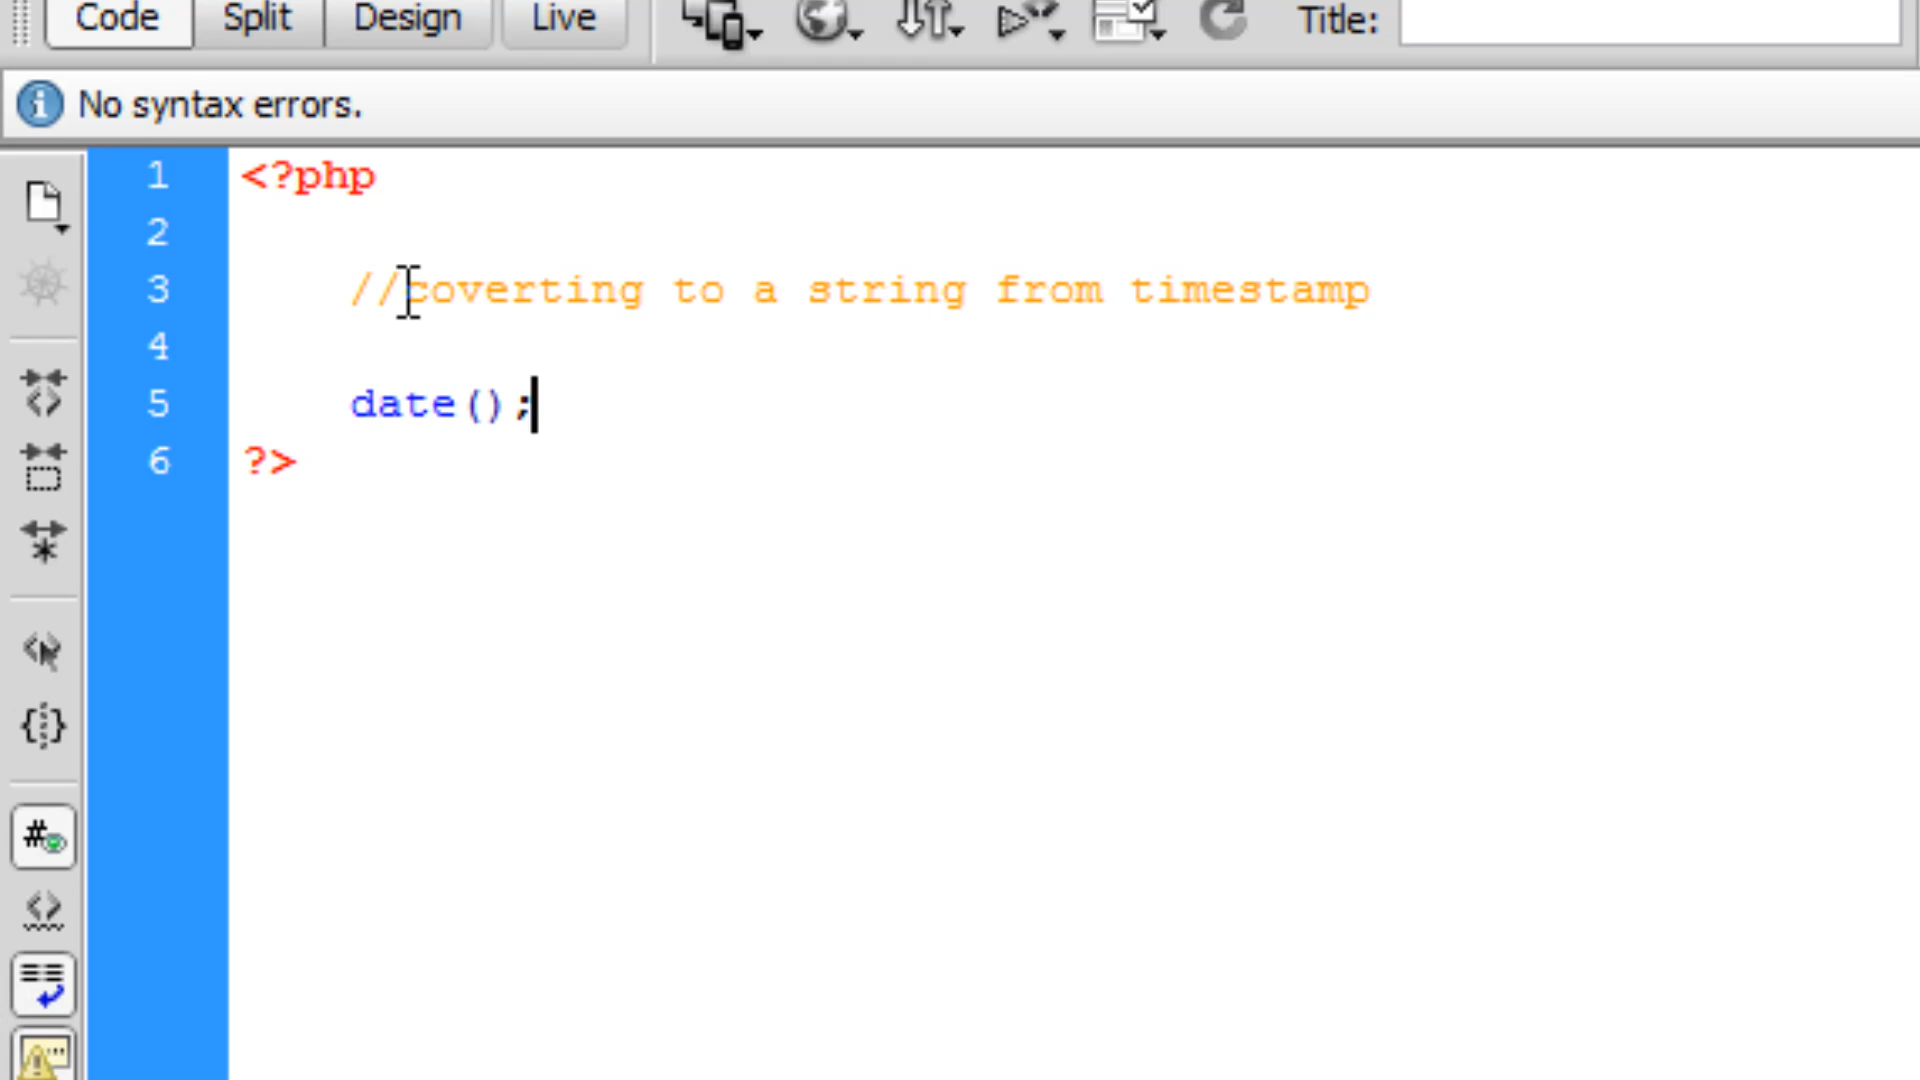 Code Split Design Live Title:
No syntax errors.
1 <?php
2
3 //coverting to a string from timestamp
4
5 date();
6 ?>